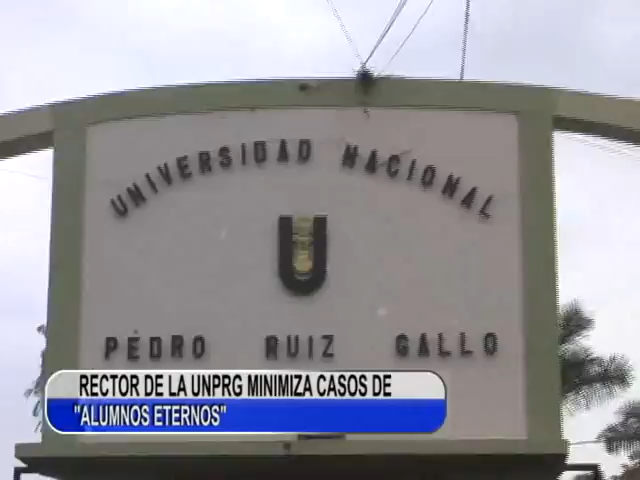 UNIVERSIDAD NACIONAL
U
PEDRO RUIZ GALLO
RECTOR DE LA UNPRG MINIMIZA CASOS DE
"ALUMNOS ETERNOS"